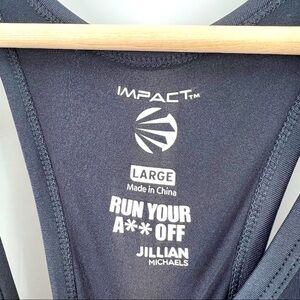 IMPACT™
LARGE
Made in China
RUN YOUR
A** OFF
JILLIAN
MICHAELS